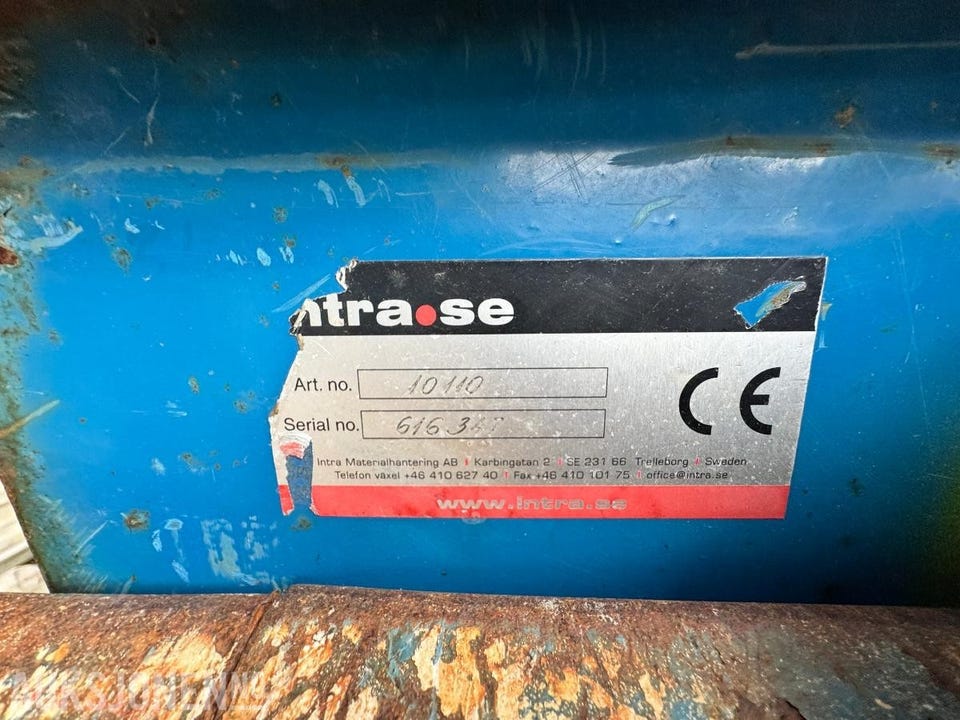 intra.se
Art. no. 10110
Serial no. 616
Intra Materialhantering AB Karbingatan 2 SE 231 66 Trelleborg Sweden
Telefon växel +46 410 627 40 Fax +46 410 101 75 office@intra.se
www.intra.se
CE